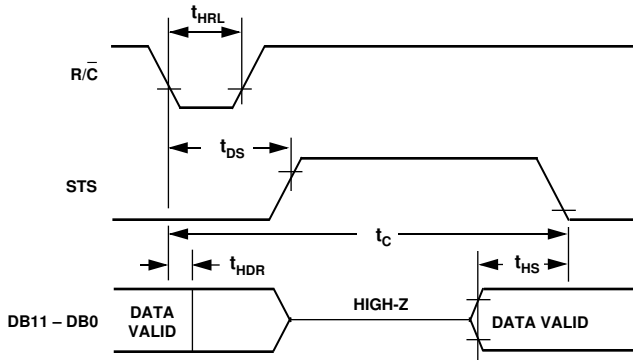 t_HRL
R/C̅
t_DS
STS
t_C
t_HDR
t_HS
DB11 – DB0
DATA
VALID
HIGH-Z
DATA VALID